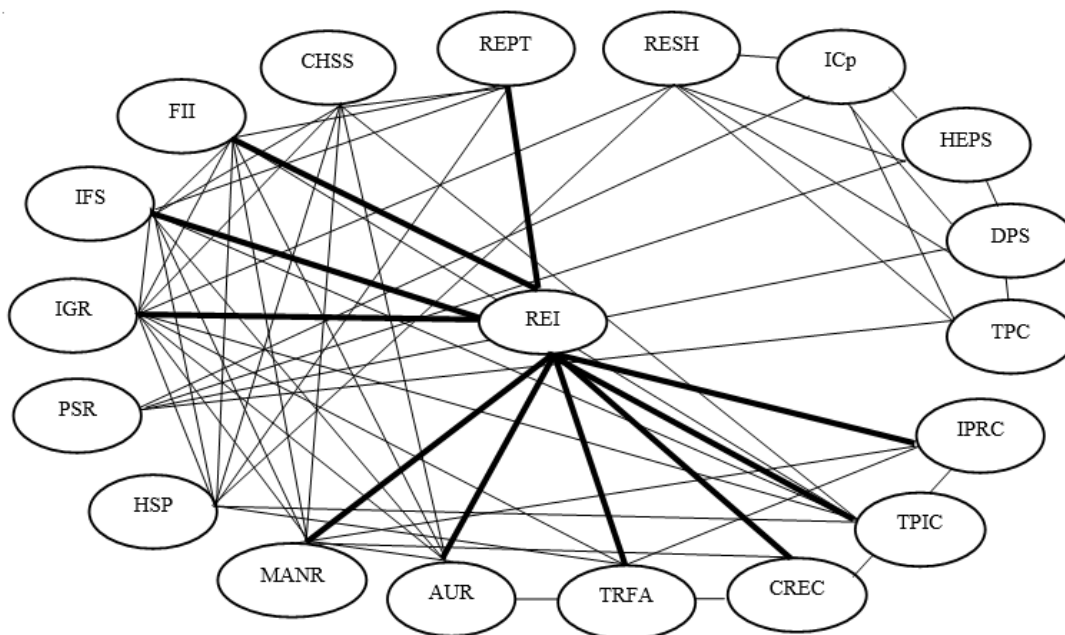 REPT
RESH
CHSS
ICp
FII
HEPS
IFS
DPS
IGR
REI
TPC
PSR
IPRC
HSP
TPIC
MANR
AUR
TRFA
CREC